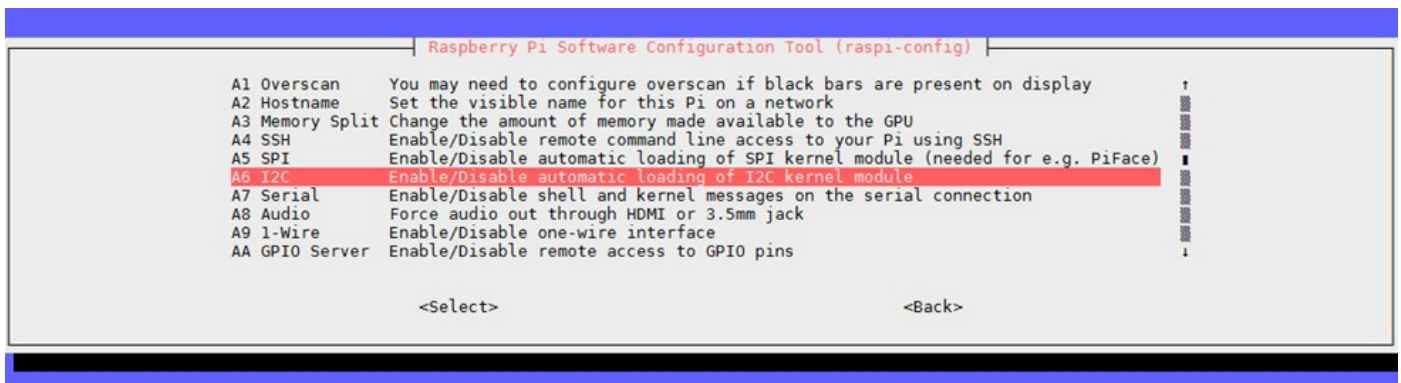 Raspberry Pi Software Configuration Tool (raspi-config)
A1 Overscan You may need to configure overscan if black bars are present on display
A2 Hostname Set the visible name for this Pi on a network
A3 Memory Split Change the amount of memory made available to the GPU
A4 SSH Enable/Disable remote command line access to your Pi using SSH
A5 SPI Enable/Disable automatic loading of SPI kernel module (needed for e.g. PiFace)
A6 I2C Enable/Disable automatic loading of I2C kernel module
A7 Serial Enable/Disable shell and kernel messages on the serial connection
A8 Audio Force audio out through HDMI or 3.5mm jack
A9 1-Wire Enable/Disable one-wire interface
AA GPIO Server Enable/Disable remote access to GPIO pins
<Select> <Back>